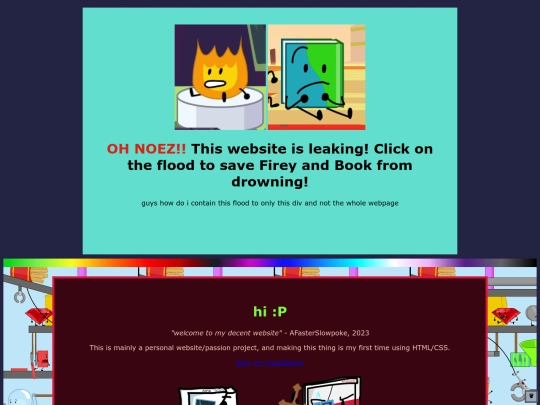 OH NOEZ!! This website is leaking! Click on
the flood to save Firey and Book from
drowning!
guys how do i contain this flood to only this div and not the whole webpage
hi :P
"welcome to my decent website" - AFasterSlowpoke, 2023
This is mainly a personal website/passion project, and making this thing is my first time using HTML/CSS.